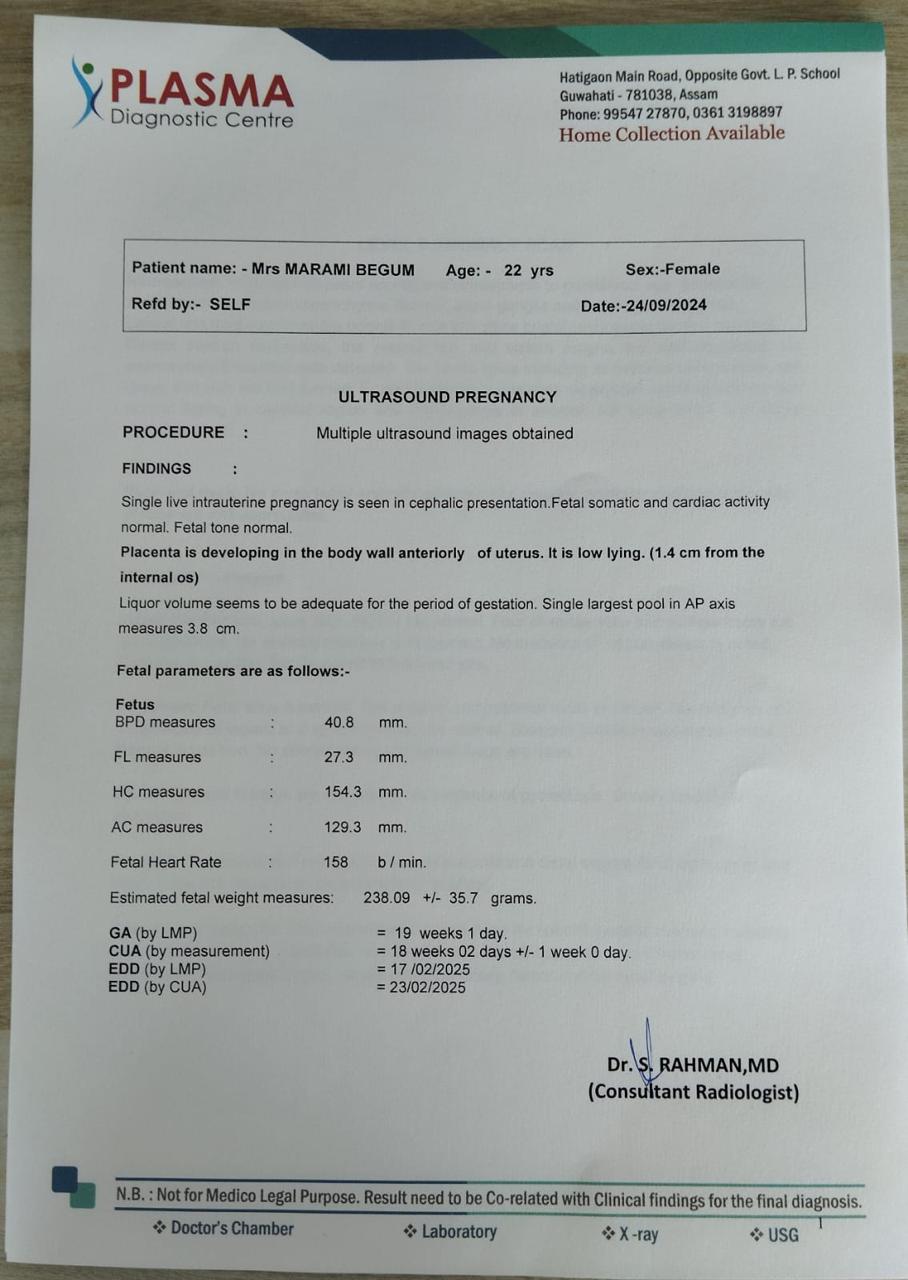 PLASMA
Diagnostic Centre
Hatigaon Main Road, Opposite Govt. L. P. School
Guwahati - 781038, Assam
Phone: 99547 27870, 0361 3198897
Home Collection Available
Patient name: - Mrs MARAMI BEGUM Age: - 22 yrs Sex:-Female
Refd by:- SELF Date:-24/09/2024
ULTRASOUND PREGNANCY
PROCEDURE : Multiple ultrasound images obtained
FINDINGS :
Single live intrauterine pregnancy is seen in cephalic presentation.Fetal somatic and cardiac activity
normal. Fetal tone normal.
Placenta is developing in the body wall anteriorly of uterus. It is low lying. (1.4 cm from the
internal os)
Liquor volume seems to be adequate for the period of gestation. Single largest pool in AP axis
measures 3.8 cm.
Fetal parameters are as follows:-
Fetus
BPD measures : 40.8 mm.
FL measures : 27.3 mm.
HC measures : 154.3 mm.
AC measures : 129.3 mm.
Fetal Heart Rate : 158 b / min.
Estimated fetal weight measures: 238.09 +/- 35.7 grams.
GA (by LMP) = 19 weeks 1 day.
CUA (by measurement) = 18 weeks 02 days +/- 1 week 0 day.
EDD (by LMP) = 17 /02/2025
EDD (by CUA) = 23/02/2025
Dr. S. RAHMAN,MD
(Consultant Radiologist)
N.B. : Not for Medico Legal Purpose. Result need to be Co-related with Clinical findings for the final diagnosis.
❖ Doctor's Chamber ❖ Laboratory ❖ X -ray ❖ USG 1